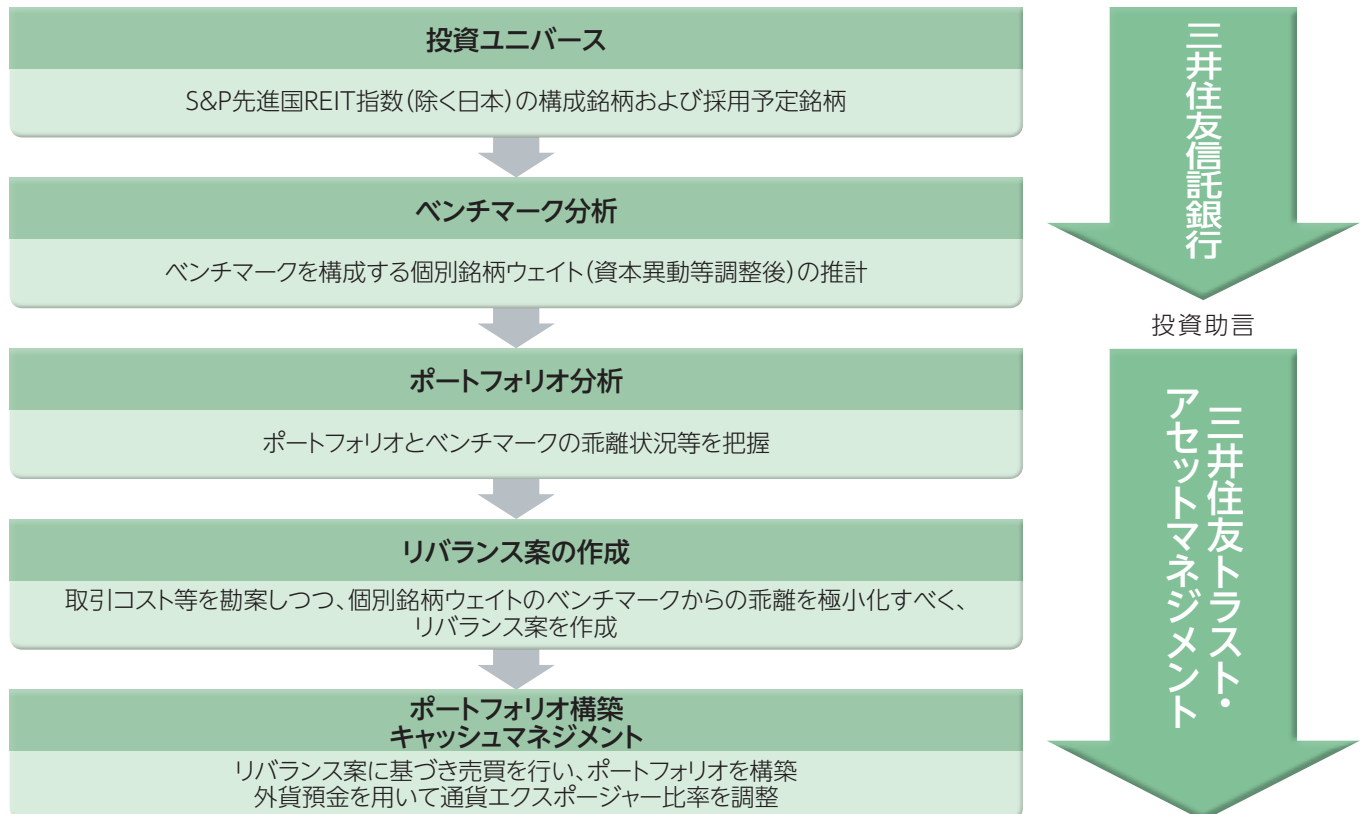 投資ユニバース
S&P先進国REIT指数(除く日本)の構成銘柄および採用予定銘柄
ベンチマーク分析
ベンチマークを構成する個別銘柄ウェイト(資本異動等調整後)の推計
ポートフォリオ分析
ポートフォリオとベンチマークの乖離状況等を把握
リバランス案の作成
取引コスト等を勘案しつつ、個別銘柄ウェイトのベンチマークからの乖離を極小化すべく、
リバランス案を作成
ポートフォリオ構築
キャッシュマネジメント
リバランス案に基づき売買を行い、ポートフォリオを構築
外貨預金を用いて通貨エクスポージャー比率を調整
三井住友信託銀行
投資助言
三井住友トラスト・
アセットマネジメント